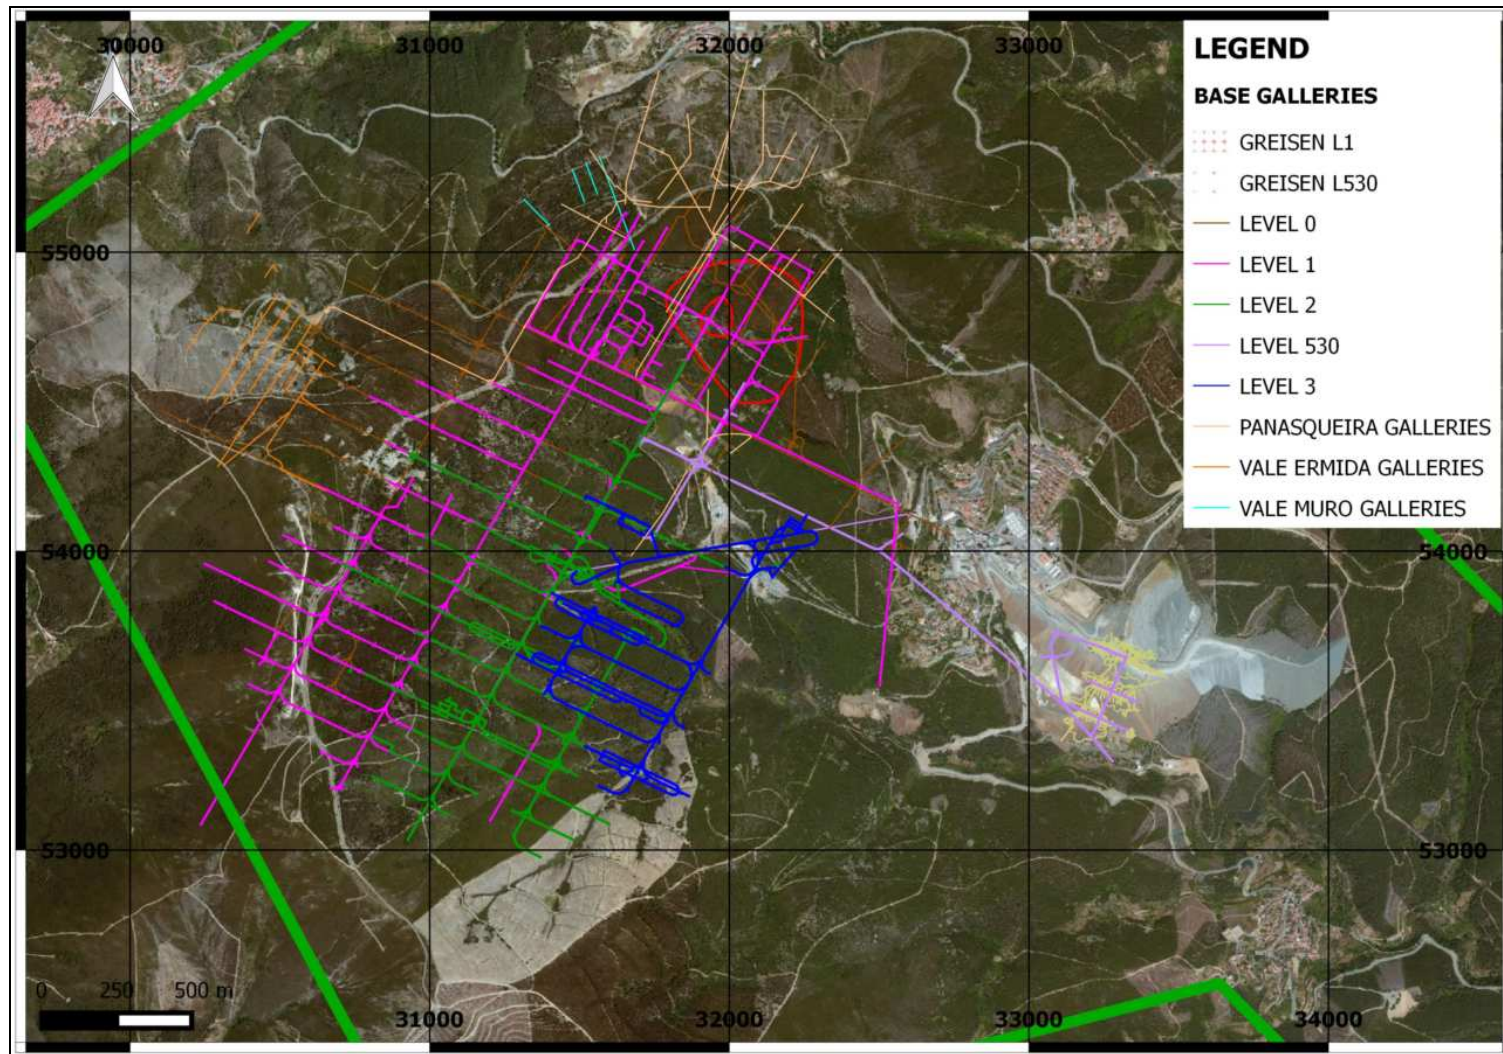 30000 31000 32000 33000
LEGEND
BASE GALLERIES
GREISEN L1
GREISEN L530
LEVEL 0
LEVEL 1
LEVEL 2
LEVEL 530
LEVEL 3
PANASQUEIRA GALLERIES
VALE ERMIDA GALLERIES
VALE MURO GALLERIES
55000
54000 54000
53000 53000
0 250 500 m
31000 32000 33000 34000